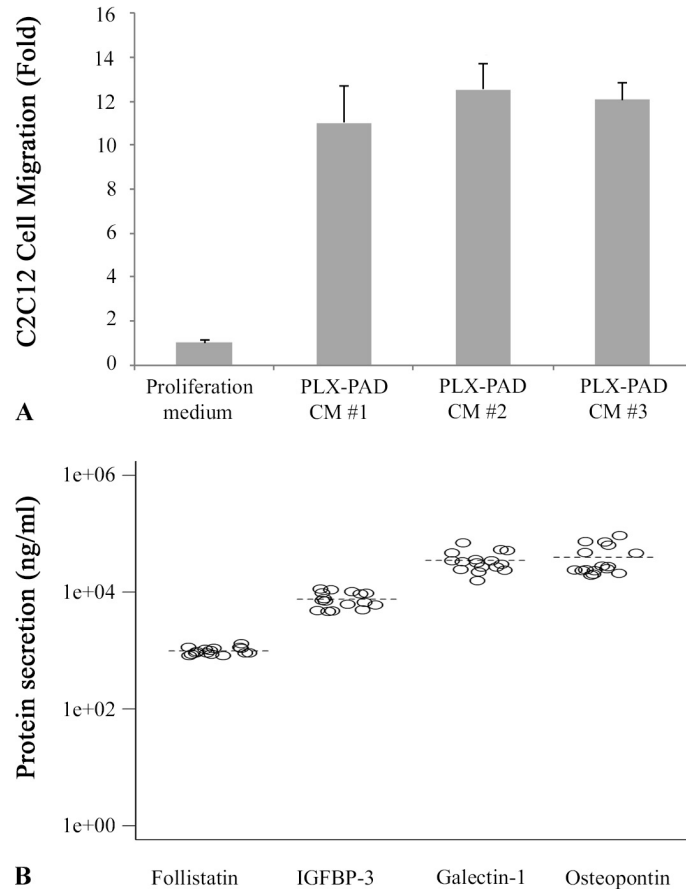 C2C12 Cell Migration (Fold)
16
14
12
10
8
6
4
2
0
Proliferation medium
PLX-PAD CM #1
PLX-PAD CM #2
PLX-PAD CM #3
A
Protein secretion (ng/ml)
1e+06
1e+04
1e+02
1e+00
B
Follistatin
IGFBP-3
Galectin-1
Osteopontin